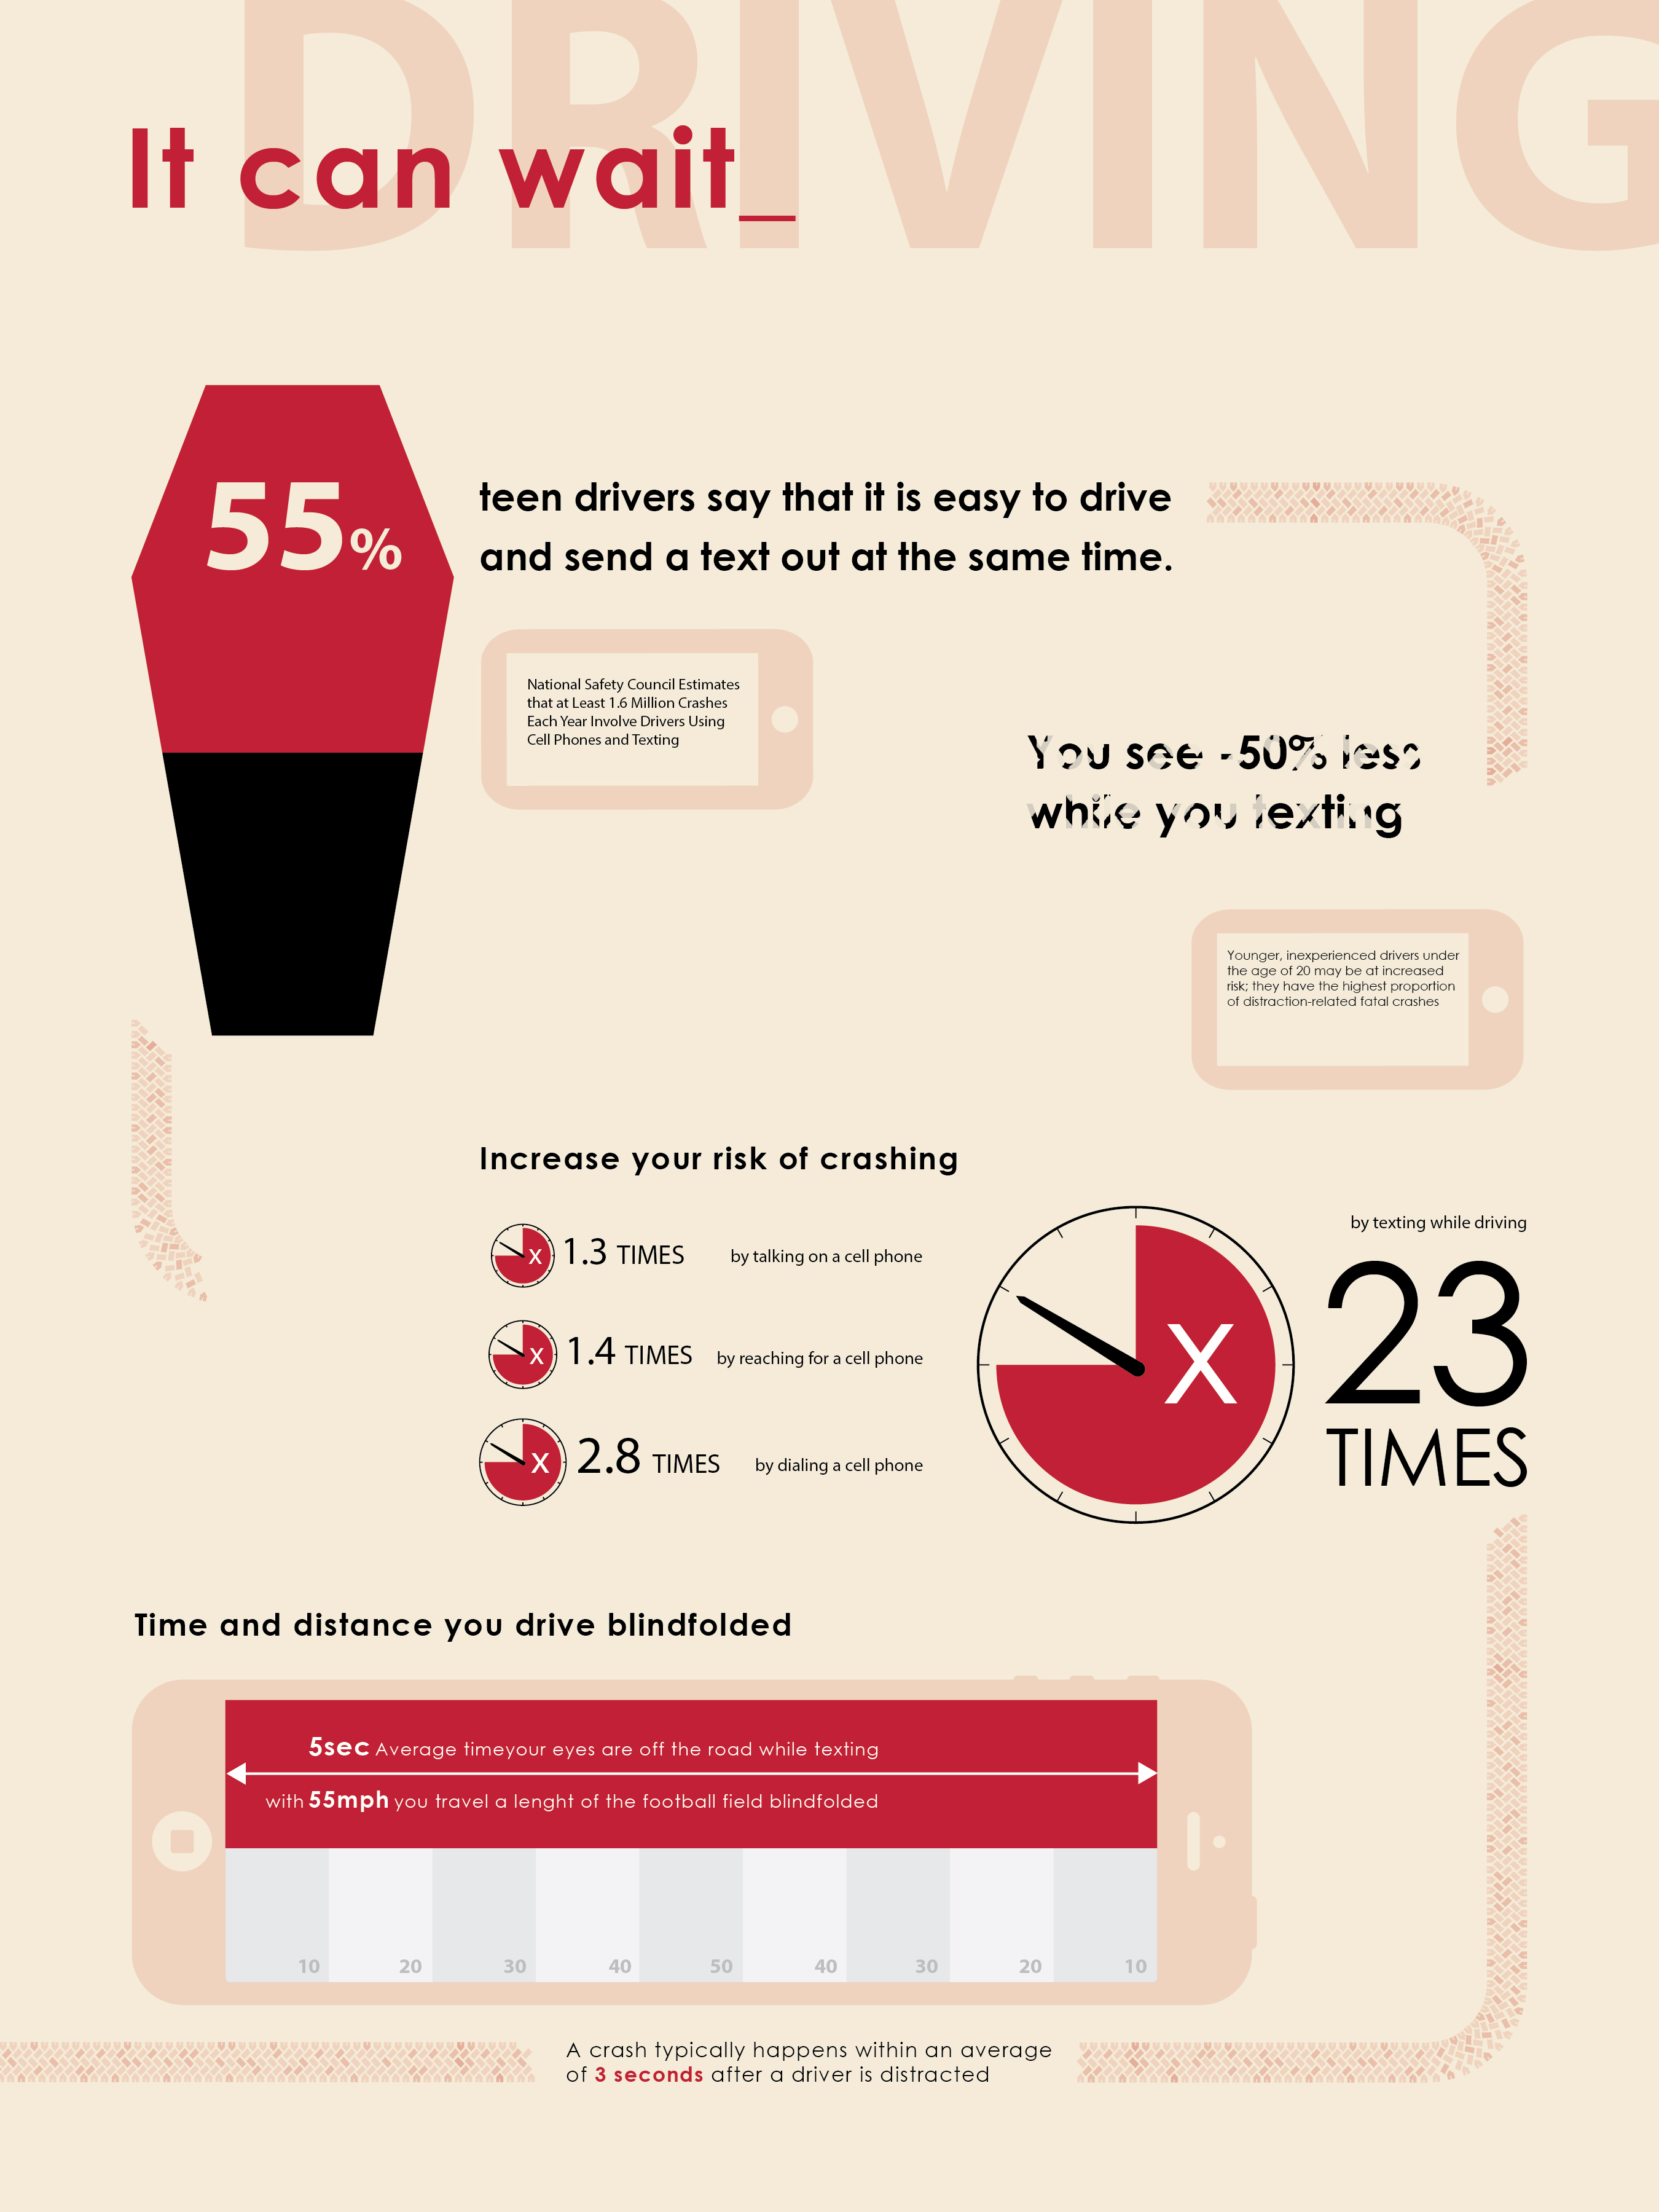 DRIVING
It can wait_
55%
teen drivers say that it is easy to drive
and send a text out at the same time.
National Safety Council Estimates
that at Least 1.6 Million Crashes
Each Year Involve Drivers Using
Cell Phones and Texting
You see -50% less
while you texting
Younger, inexperienced drivers under
the age of 20 may be at increased
risk; they have the highest proportion
of distraction-related fatal crashes
Increase your risk of crashing
x 1.3 TIMES by talking on a cell phone
x 1.4 TIMES by reaching for a cell phone
x 2.8 TIMES by dialing a cell phone
by texting while driving
X
23
TIMES
Time and distance you drive blindfolded
5sec Average timeyour eyes are off the road while texting
with 55mph you travel a lenght of the football field blindfolded
10 20 30 40 50 40 30 20 10
A crash typically happens within an average
of 3 seconds after a driver is distracted